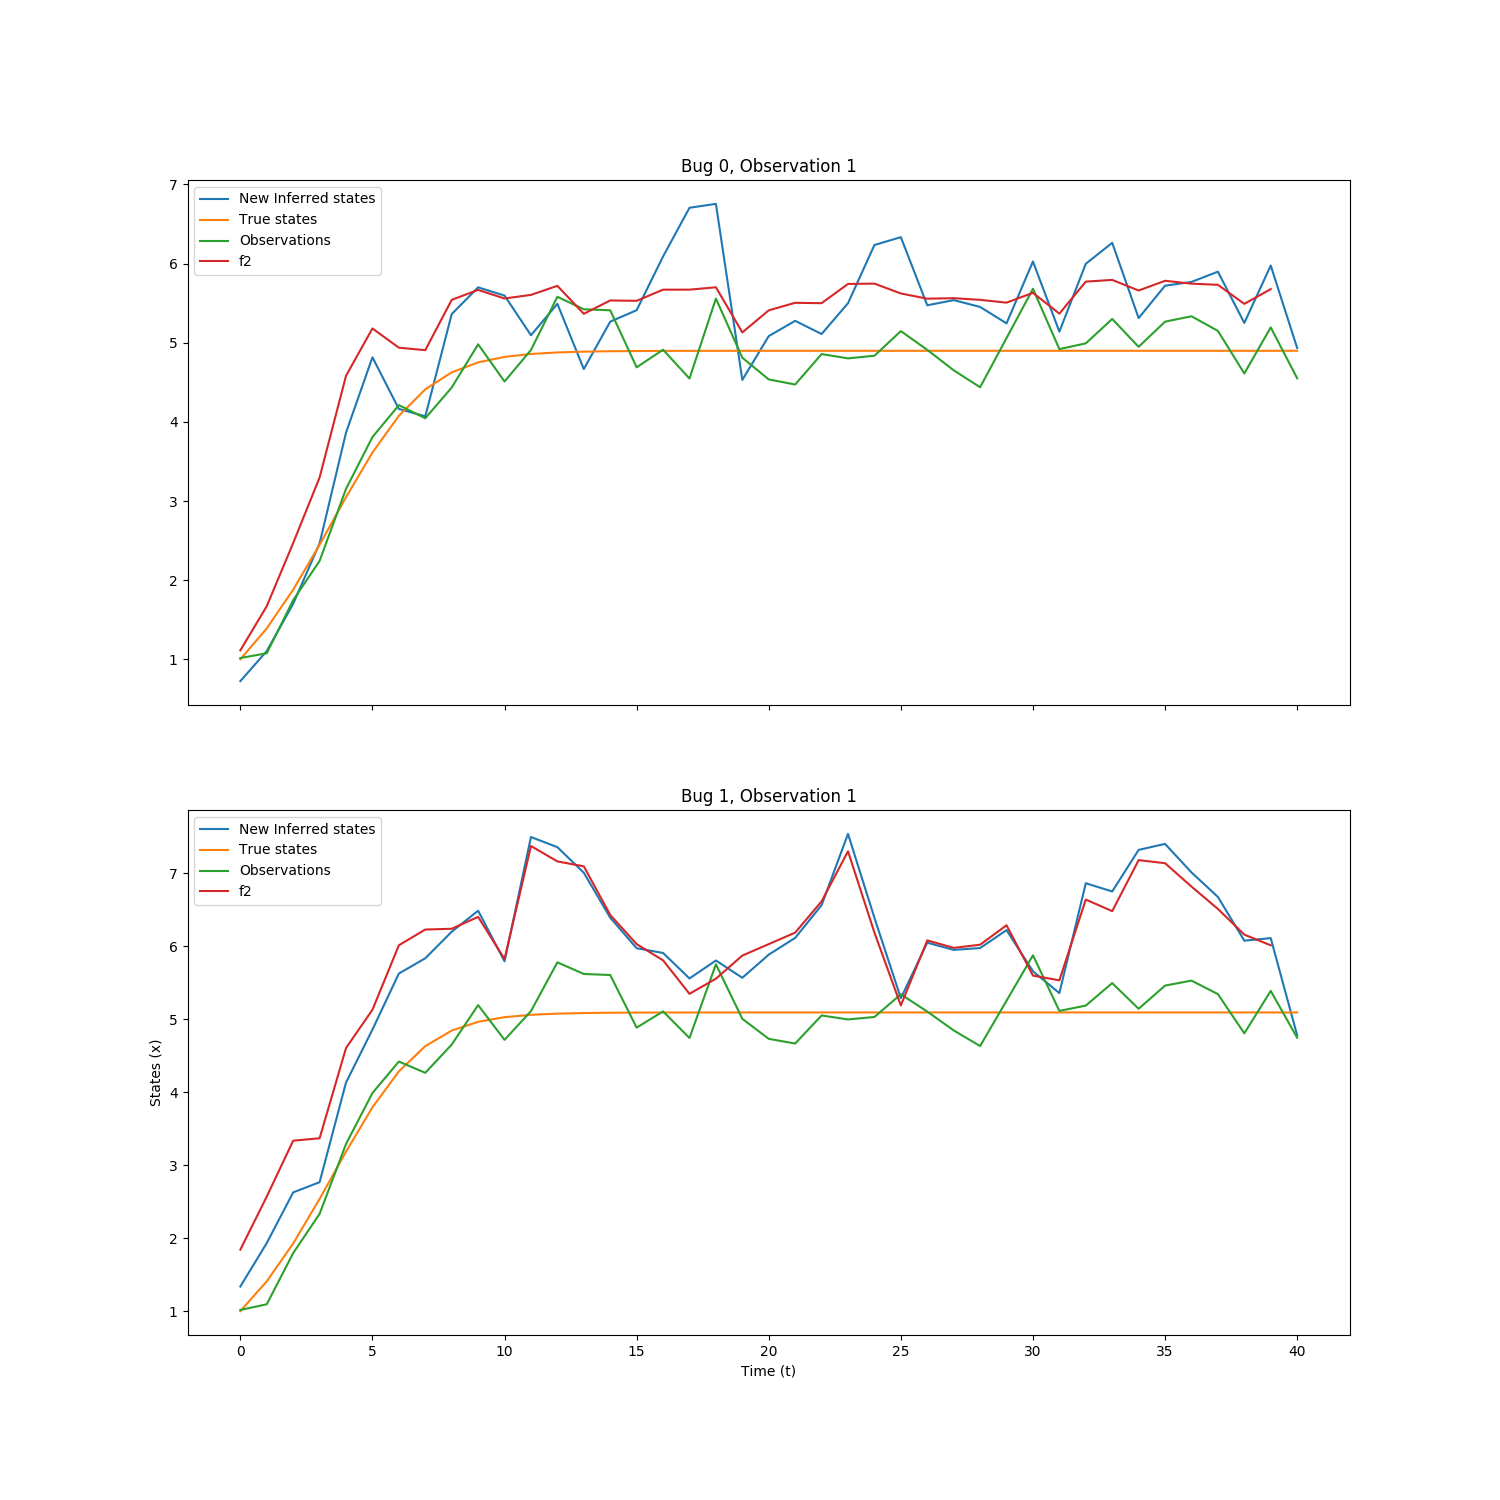 Bug 0, Observation 1
7
6
5
4
3
2
1
New Inferred states
True states
Observations
f2
Bug 1, Observation 1
States (x)
7
6
5
4
3
2
1
New Inferred states
True states
Observations
f2
0 5 10 15 20 25 30 35 40
Time (t)